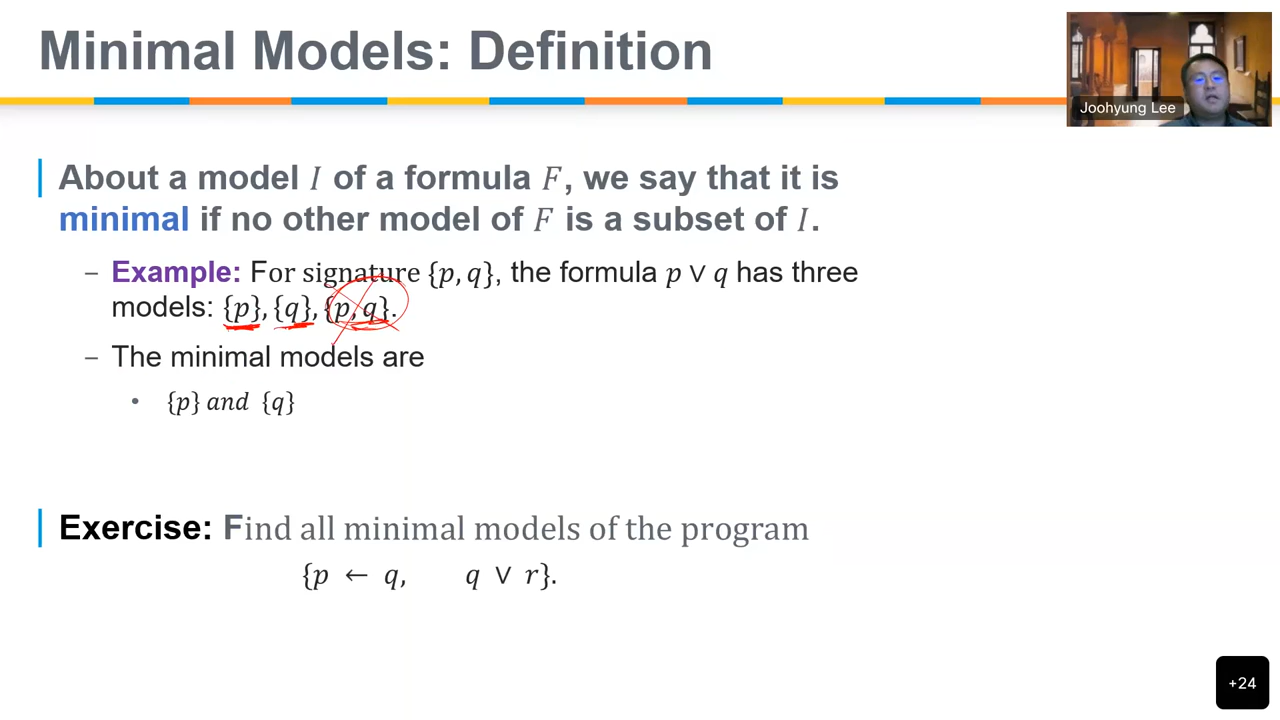 Minimal Models: Definition
Joohyung Lee
About a model I of a formula F, we say that it is
minimal if no other model of F is a subset of I.
– Example: For signature {p, q}, the formula p ∨ q has three
models: {p}, {q}, {p, q}.
– The minimal models are
• {p} and {q}
Exercise: Find all minimal models of the program
{p ← q, q ∨ r}.
+24